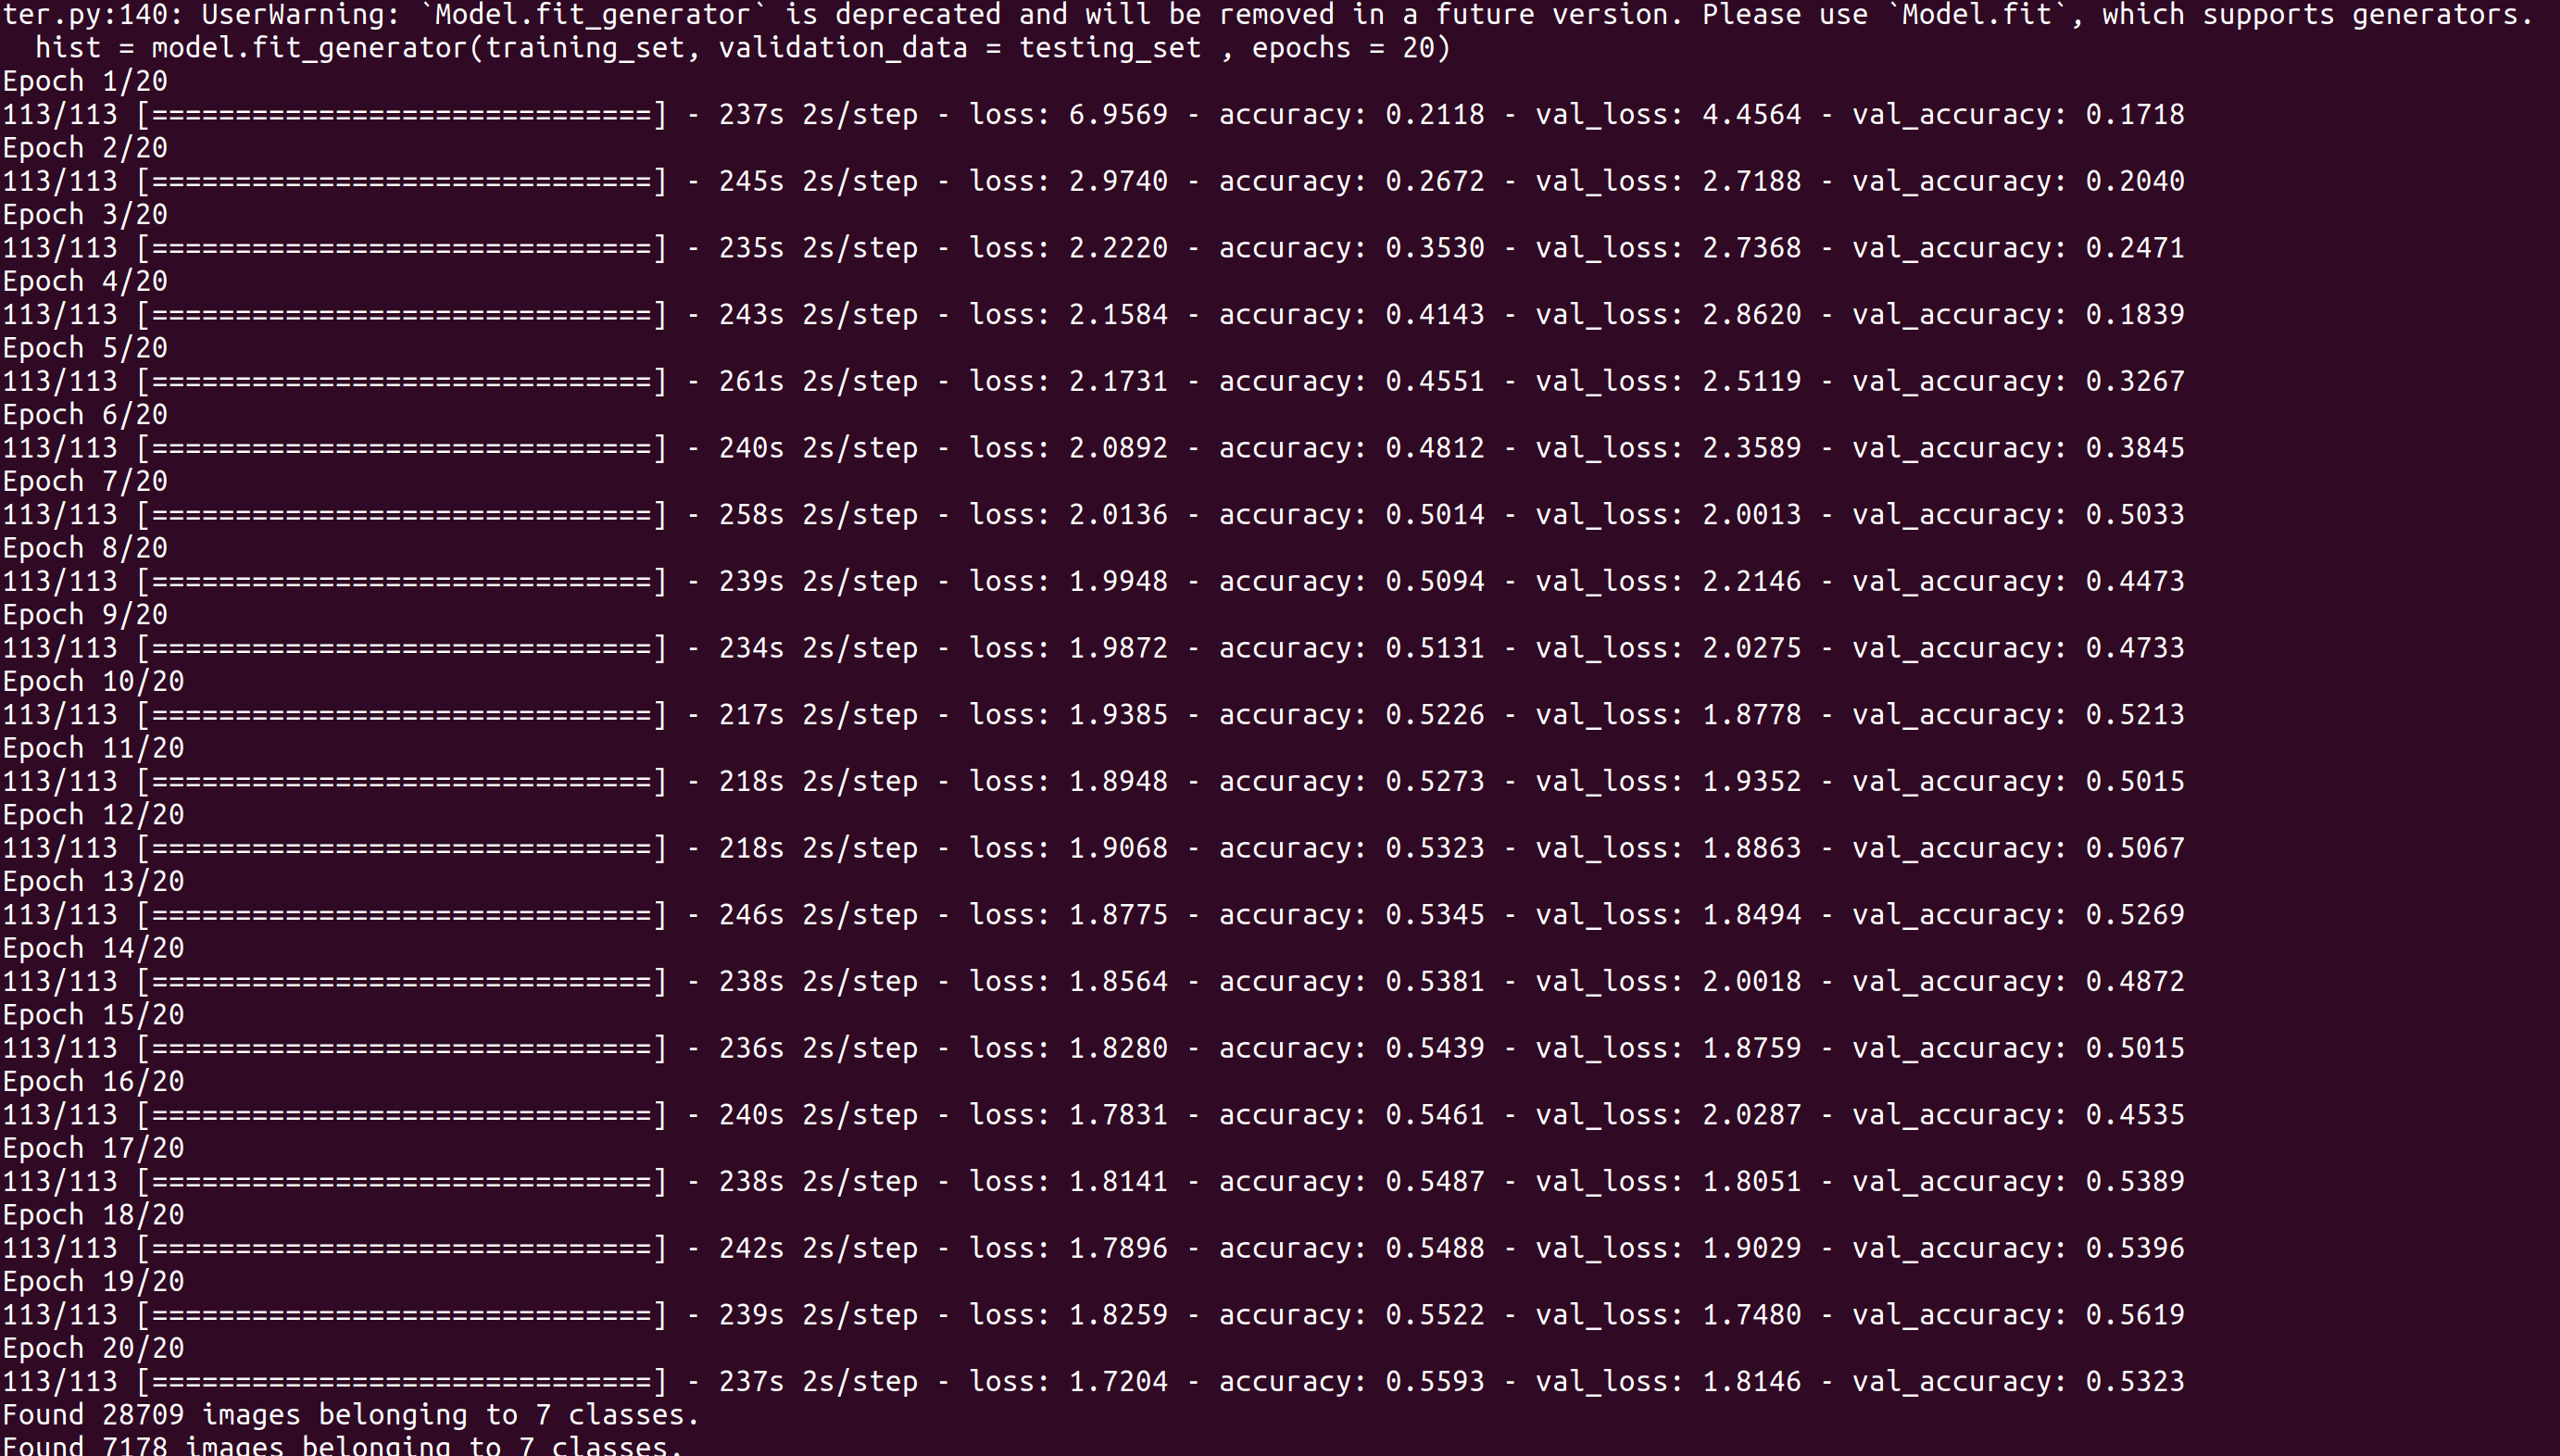 ter.py:140: UserWarning: `Model.fit_generator` is deprecated and will be removed in a future version. Please use `Model.fit`, which supports generators.
  hist = model.fit_generator(training_set, validation_data = testing_set , epochs = 20)
Epoch 1/20
113/113 [==============================] - 237s 2s/step - loss: 6.9569 - accuracy: 0.2118 - val_loss: 4.4564 - val_accuracy: 0.1718
Epoch 2/20
113/113 [==============================] - 245s 2s/step - loss: 2.9740 - accuracy: 0.2672 - val_loss: 2.7188 - val_accuracy: 0.2040
Epoch 3/20
113/113 [==============================] - 235s 2s/step - loss: 2.2220 - accuracy: 0.3530 - val_loss: 2.7368 - val_accuracy: 0.2471
Epoch 4/20
113/113 [==============================] - 243s 2s/step - loss: 2.1584 - accuracy: 0.4143 - val_loss: 2.8620 - val_accuracy: 0.1839
Epoch 5/20
113/113 [==============================] - 261s 2s/step - loss: 2.1731 - accuracy: 0.4551 - val_loss: 2.5119 - val_accuracy: 0.3267
Epoch 6/20
113/113 [==============================] - 240s 2s/step - loss: 2.0892 - accuracy: 0.4812 - val_loss: 2.3589 - val_accuracy: 0.3845
Epoch 7/20
113/113 [==============================] - 258s 2s/step - loss: 2.0136 - accuracy: 0.5014 - val_loss: 2.0013 - val_accuracy: 0.5033
Epoch 8/20
113/113 [==============================] - 239s 2s/step - loss: 1.9948 - accuracy: 0.5094 - val_loss: 2.2146 - val_accuracy: 0.4473
Epoch 9/20
113/113 [==============================] - 234s 2s/step - loss: 1.9872 - accuracy: 0.5131 - val_loss: 2.0275 - val_accuracy: 0.4733
Epoch 10/20
113/113 [==============================] - 217s 2s/step - loss: 1.9385 - accuracy: 0.5226 - val_loss: 1.8778 - val_accuracy: 0.5213
Epoch 11/20
113/113 [==============================] - 218s 2s/step - loss: 1.8948 - accuracy: 0.5273 - val_loss: 1.9352 - val_accuracy: 0.5015
Epoch 12/20
113/113 [==============================] - 218s 2s/step - loss: 1.9068 - accuracy: 0.5323 - val_loss: 1.8863 - val_accuracy: 0.5067
Epoch 13/20
113/113 [==============================] - 246s 2s/step - loss: 1.8775 - accuracy: 0.5345 - val_loss: 1.8494 - val_accuracy: 0.5269
Epoch 14/20
113/113 [==============================] - 238s 2s/step - loss: 1.8564 - accuracy: 0.5381 - val_loss: 2.0018 - val_accuracy: 0.4872
Epoch 15/20
113/113 [==============================] - 236s 2s/step - loss: 1.8280 - accuracy: 0.5439 - val_loss: 1.8759 - val_accuracy: 0.5015
Epoch 16/20
113/113 [==============================] - 240s 2s/step - loss: 1.7831 - accuracy: 0.5461 - val_loss: 2.0287 - val_accuracy: 0.4535
Epoch 17/20
113/113 [==============================] - 238s 2s/step - loss: 1.8141 - accuracy: 0.5487 - val_loss: 1.8051 - val_accuracy: 0.5389
Epoch 18/20
113/113 [==============================] - 242s 2s/step - loss: 1.7896 - accuracy: 0.5488 - val_loss: 1.9029 - val_accuracy: 0.5396
Epoch 19/20
113/113 [==============================] - 239s 2s/step - loss: 1.8259 - accuracy: 0.5522 - val_loss: 1.7480 - val_accuracy: 0.5619
Epoch 20/20
113/113 [==============================] - 237s 2s/step - loss: 1.7204 - accuracy: 0.5593 - val_loss: 1.8146 - val_accuracy: 0.5323
Found 28709 images belonging to 7 classes.
Found 7178 images belonging to 7 classes.